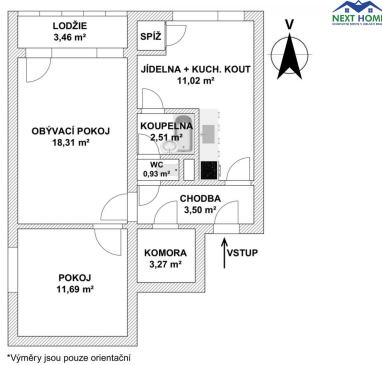 NEXT HOME
V
LODŽIE
3,46 m²
SPÍŽ
JÍDELNA + KUCH. KOUT
11,02 m²
OBÝVACÍ POKOJ
18,31 m²
KOUPELNA
2,51 m²
WC
0,93 m²
CHODBA
3,50 m²
KOMORA
3,27 m²
VSTUP
POKOJ
11,69 m²
*Výměry jsou pouze orientační